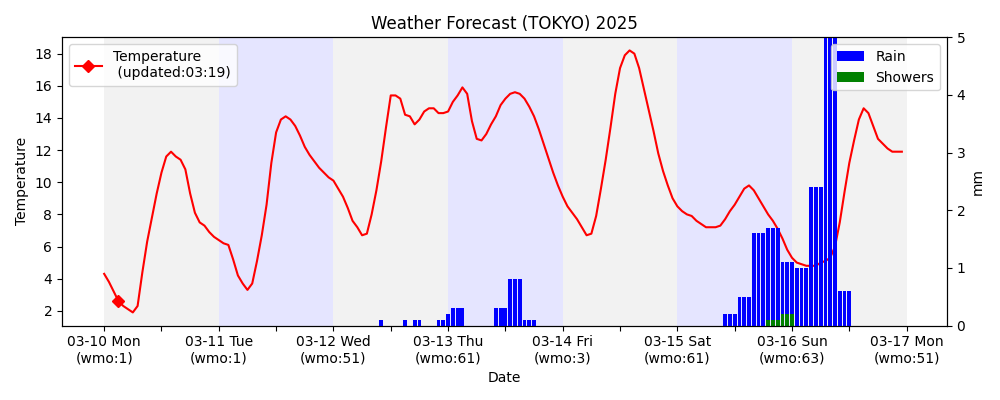 Weather Forecast (TOKYO) 2025
Temperature
(updated:03:19)
Rain
Showers
18
16
14
12
10
8
6
4
2
Temperature
5
4
3
2
1
0
mm
03-10 Mon
(wmo:1)
03-11 Tue
(wmo:1)
03-12 Wed
(wmo:51)
03-13 Thu
(wmo:61)
03-14 Fri
(wmo:3)
03-15 Sat
(wmo:61)
03-16 Sun
(wmo:63)
03-17 Mon
(wmo:51)
Date